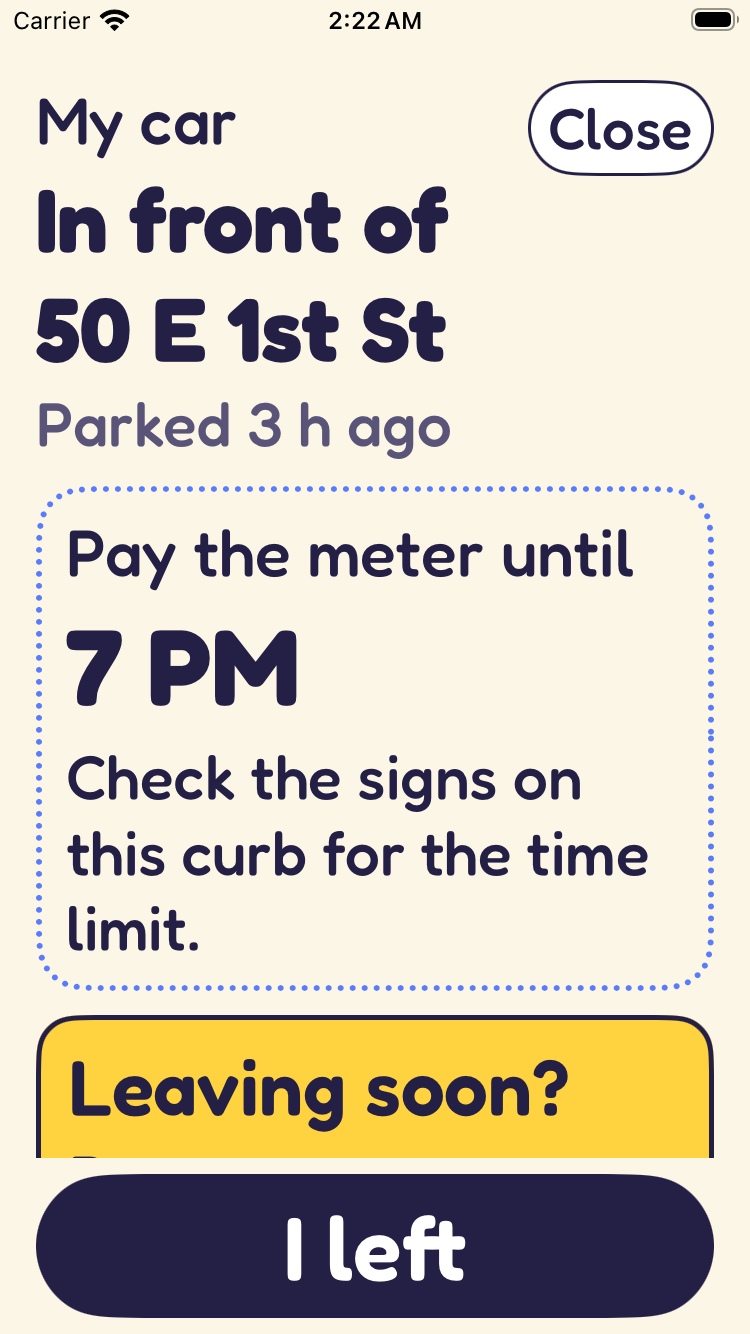 Carrier 2:22 AM
My car
Close
In front of
50 E 1st St
Parked 3 h ago
Pay the meter until
7 PM
Check the signs on
this curb for the time
limit.
Leaving soon?
I left